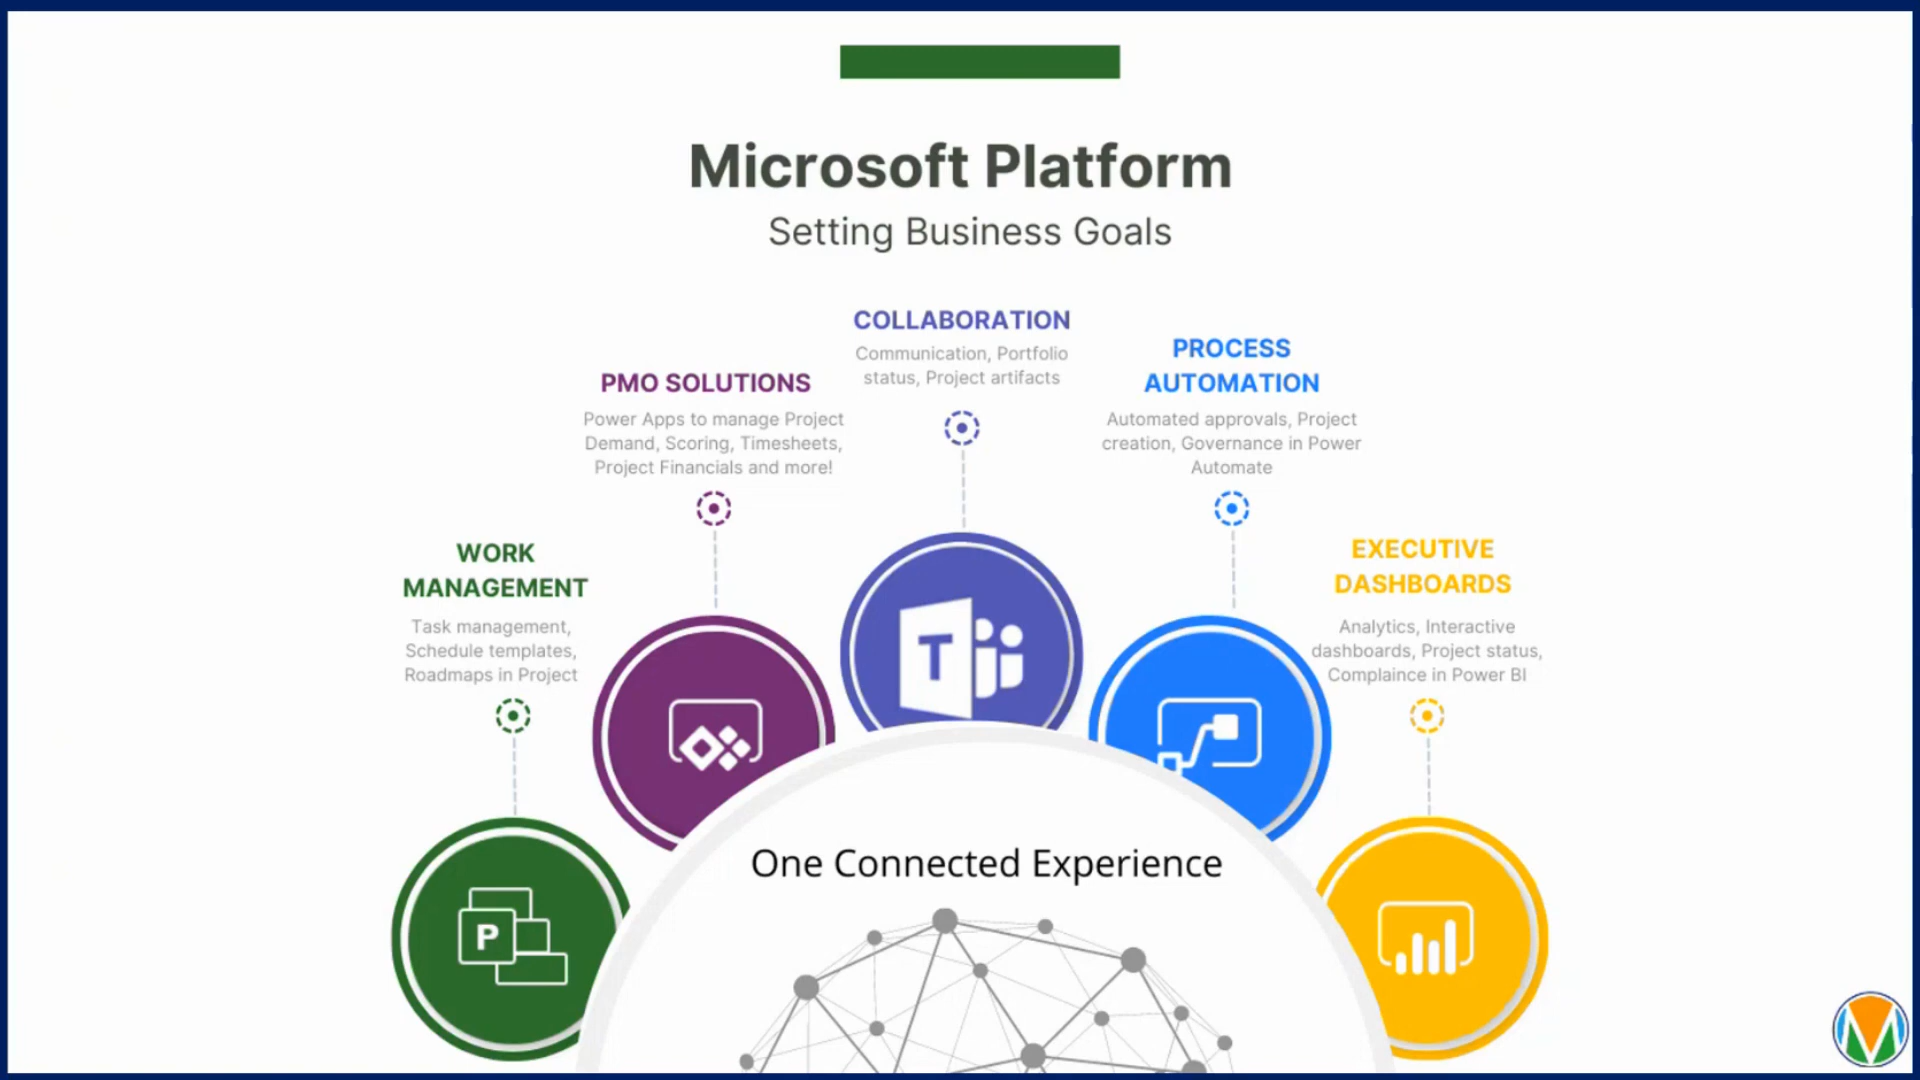 Microsoft Platform
Setting Business Goals
COLLABORATION
Communication, Portfolio
status, Project artifacts
PROCESS
AUTOMATION
Automated approvals, Project
creation, Governance in Power
Automate
PMO SOLUTIONS
Power Apps to manage Project
Demand, Scoring, Timesheets,
Project Financials and more!
WORK
MANAGEMENT
Task management,
Schedule templates,
Roadmaps in Project
EXECUTIVE
DASHBOARDS
Analytics, Interactive
dashboards, Project status,
Complaince in Power BI
T
P
One Connected Experience